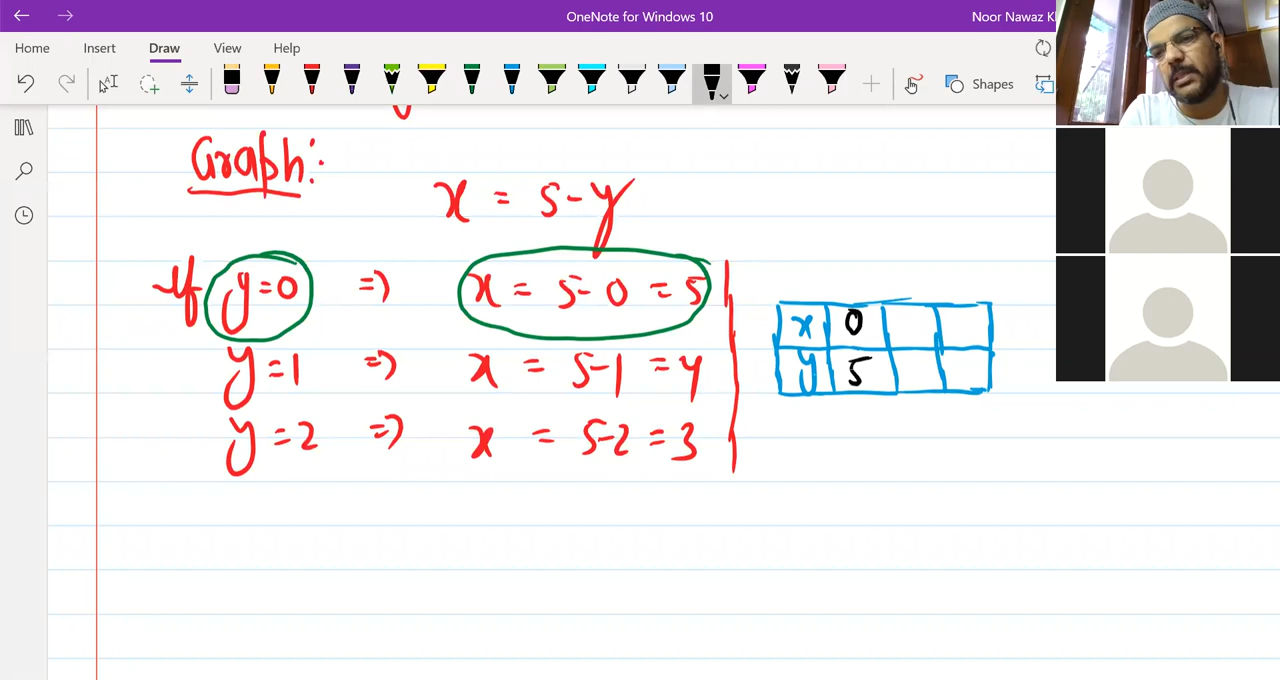 OneNote for Windows 10
Noor Nawaz K
Home Insert Draw View Help
Shapes
Graph:
x = 5-y
If y=0 => x = 5-0 = 5
y=1 => x = 5-1 = 4
y=2 => x = 5-2 = 3
x 0
y 5